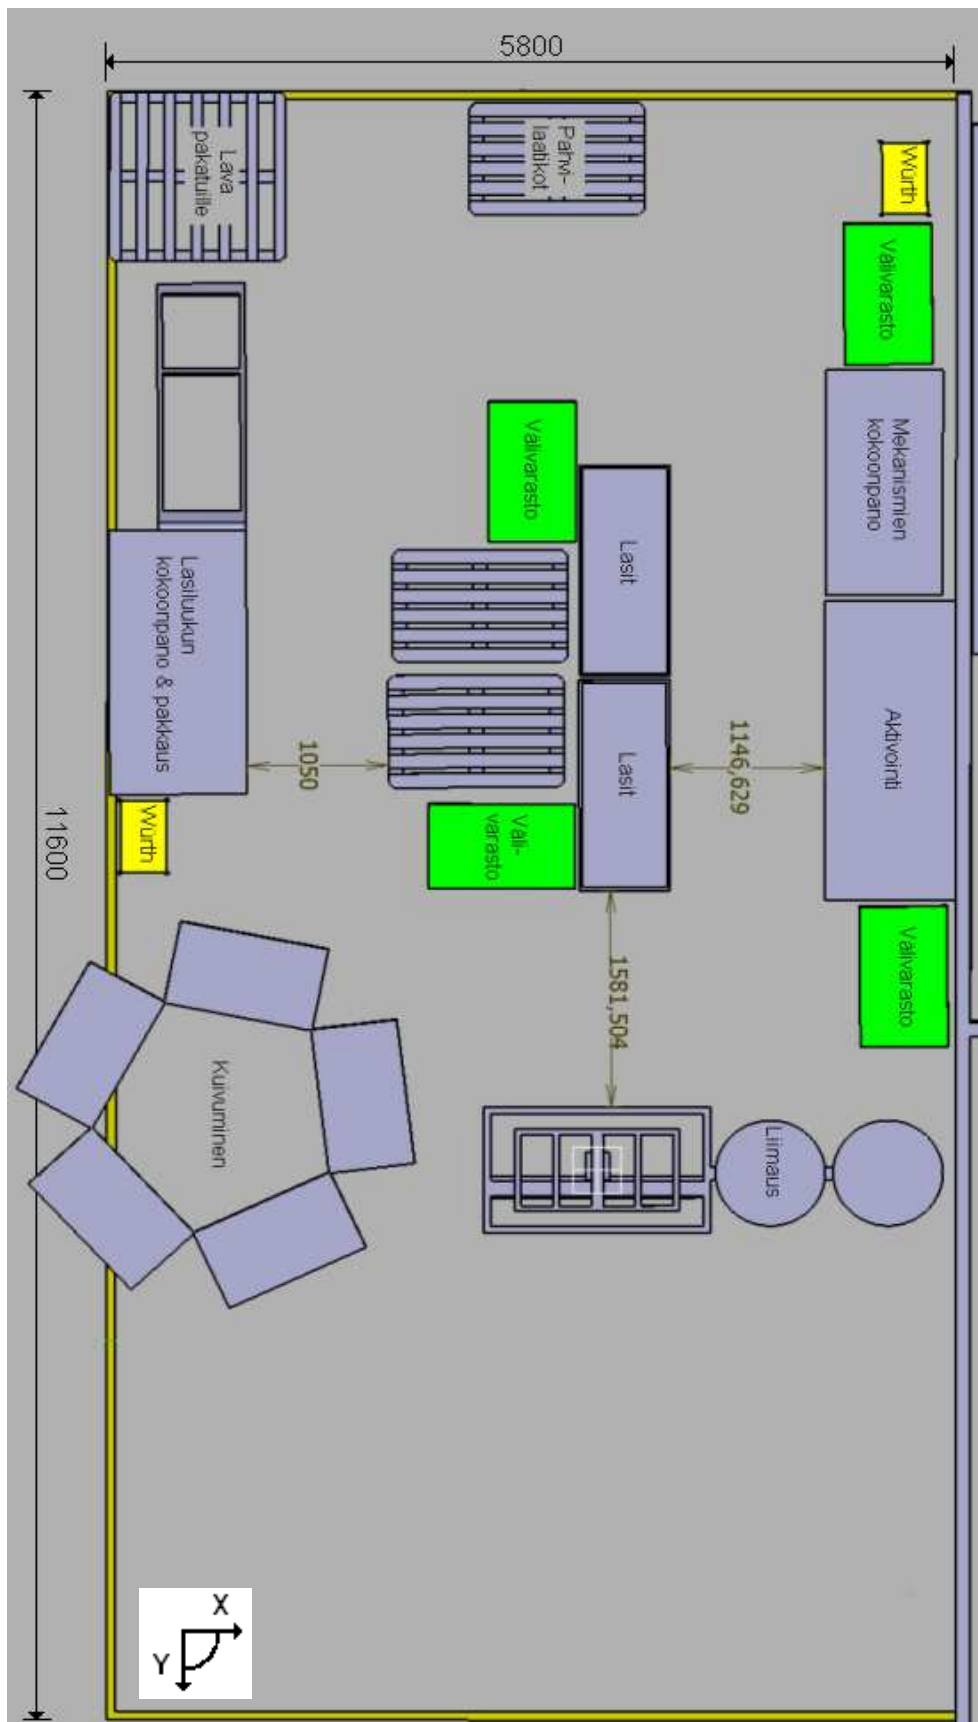 5800
Lava
pakatuille
Pahvi-
laatikot
Würth
Välivarasto
Mekanismien
kokoonpano
Välivarasto
Lasit
Lasiluukun
kokoonpano & pakkaus
Aktivointi
Lasit
1050
1146,629
11600
Würth
Väli-
varasto
Välivarasto
1581,504
Kuivuminen
Liimaus
X
Y